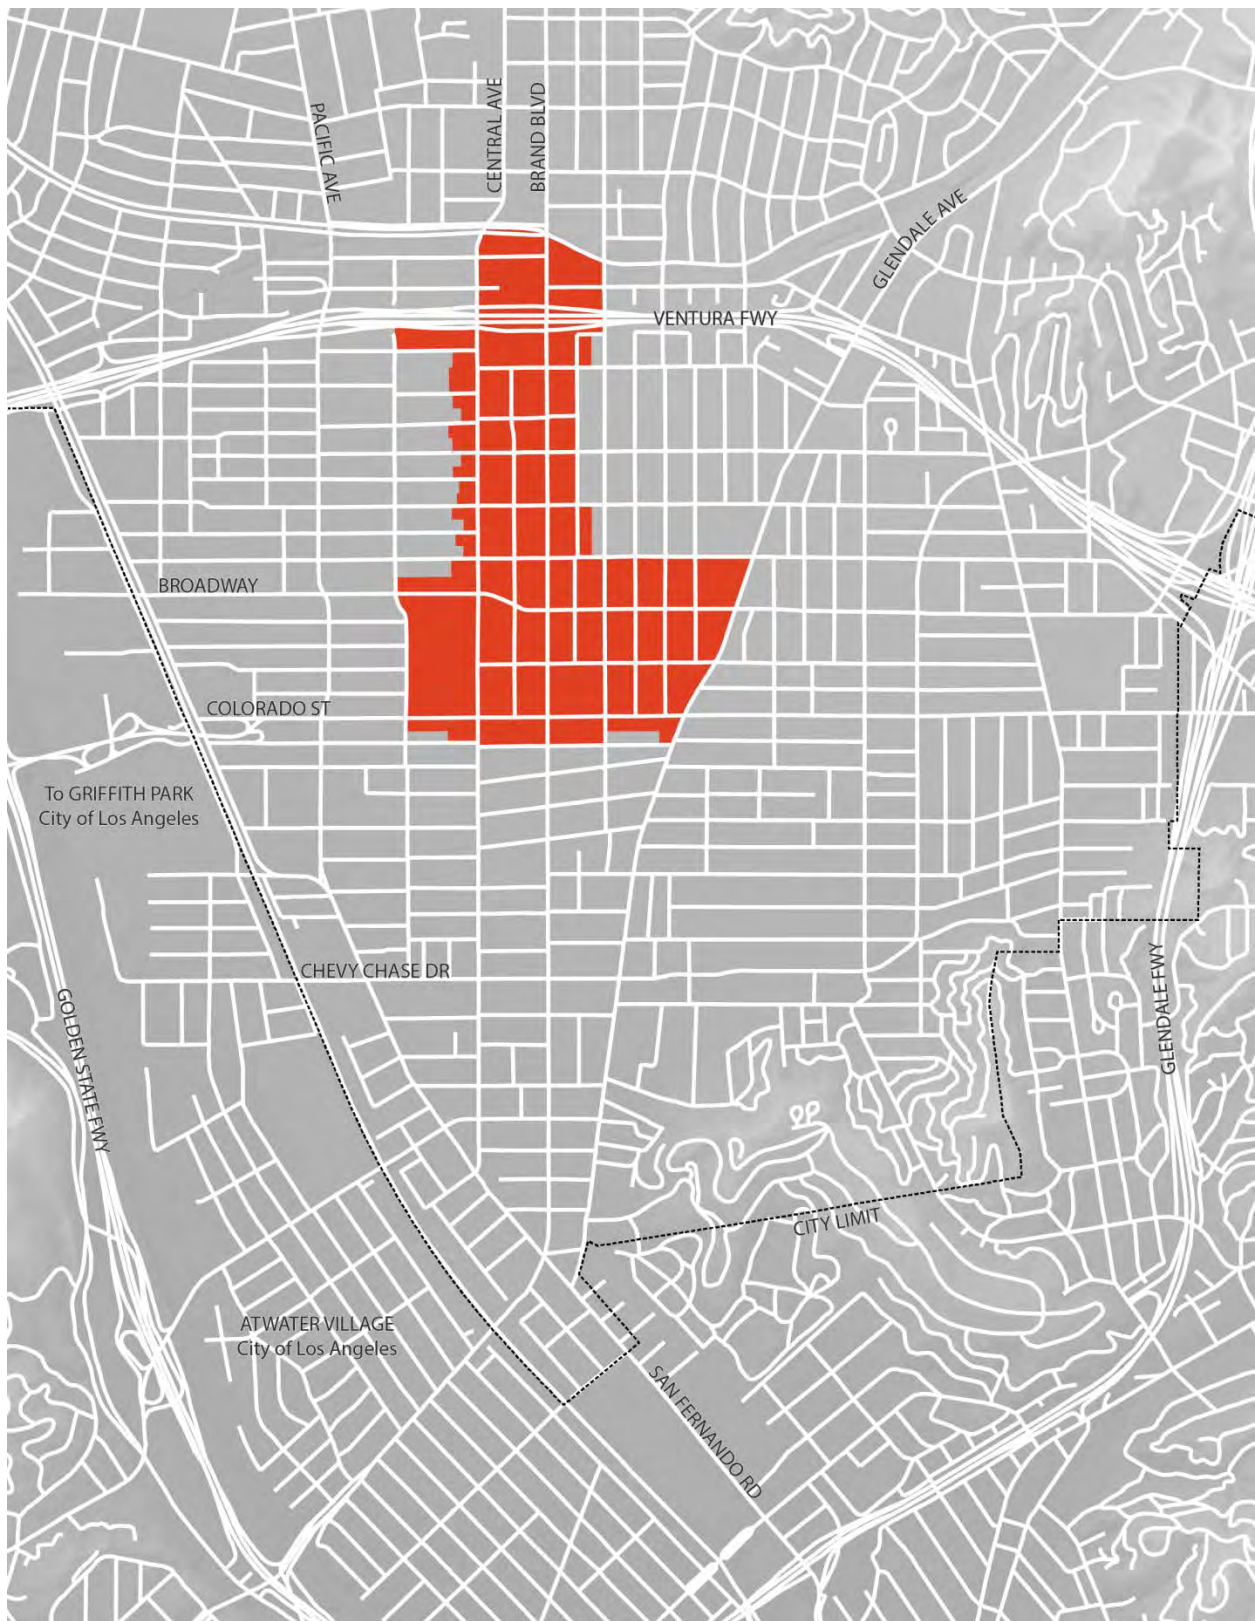 PACIFIC AVE
CENTRAL AVE
BRAND BLVD
GLENDALE AVE
VENTURA FWY
BROADWAY
COLORADO ST
To GRIFFITH PARK
City of Los Angeles
CHEVY CHASE DR
GOLDEN STATE FWY
GLENDALE FWY
CITY LIMIT
ATWATER VILLAGE
City of Los Angeles
SAN FERNANDO RD